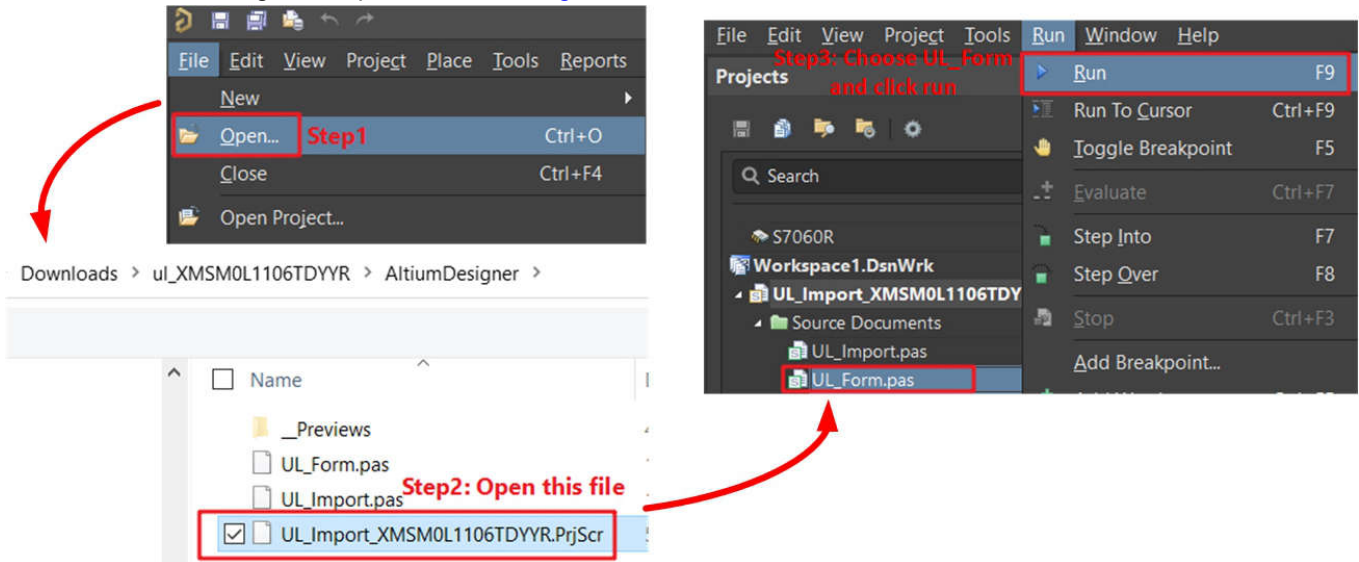 File Edit View Project Place Tools Reports
New
Open... Step1 Ctrl+O
Close Ctrl+F4
Open Project...
Downloads > ul_XMSM0L1106TDYYR > AltiumDesigner >
Name
__Previews
UL_Form.pas
UL_Import.pas
Step2: Open this file
UL_Import_XMSM0L1106TDYYR.PrjScr
File Edit View Project Tools Run Window Help
Step3: Choose UL_Form
and click run
Projects
Search
S7060R
Workspace1.DsnWrk
UL_Import_XMSM0L1106TDY
Source Documents
UL_Import.pas
UL_Form.pas
Run F9
Run To Cursor Ctrl+F9
Toggle Breakpoint F5
Evaluate Ctrl+F7
Step Into F7
Step Over F8
Stop Ctrl+F3
Add Breakpoint...